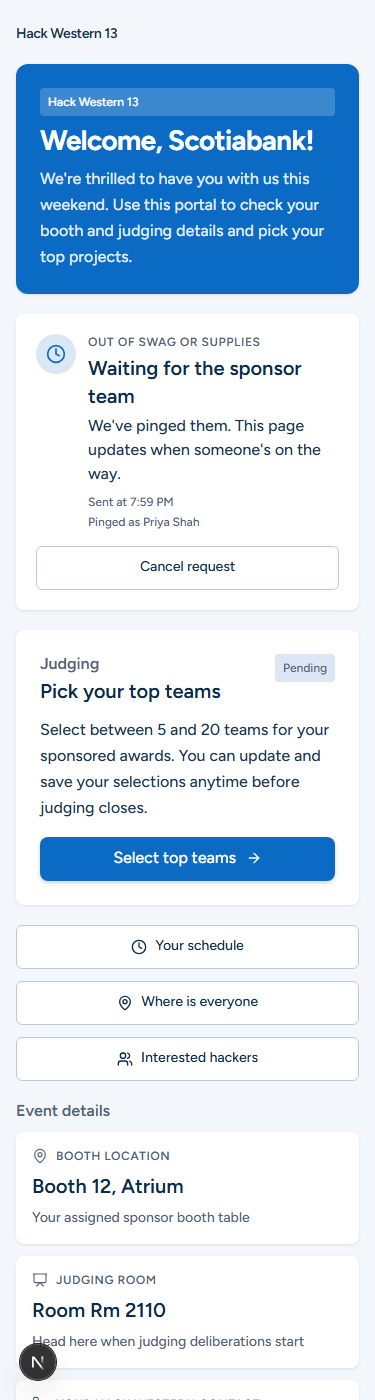 Hack Western 13
Hack Western 13
Welcome, Scotiabank!
We're thrilled to have you with us this
weekend. Use this portal to check your
booth and judging details and pick your
top projects.
OUT OF SWAG OR SUPPLIES
Waiting for the sponsor
team
We've pinged them. This page
updates when someone's on the
way.
Sent at 7:59 PM
Pinged as Priya Shah
Cancel request
Judging
Pending
Pick your top teams
Select between 5 and 20 teams for your
sponsored awards. You can update and
save your selections anytime before
judging closes.
Select top teams
Your schedule
Where is everyone
Interested hackers
Event details
BOOTH LOCATION
Booth 12, Atrium
Your assigned sponsor booth table
JUDGING ROOM
Room Rm 2110
Head here when judging deliberations start
N